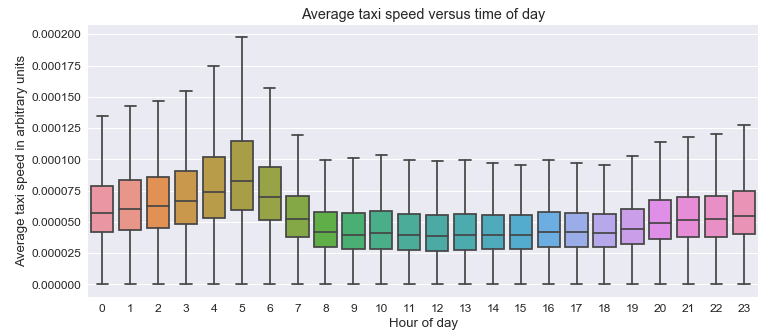 Average taxi speed versus time of day
Average taxi speed in arbitrary units
0.000200
0.000175
0.000150
0.000125
0.000100
0.000075
0.000050
0.000025
0.000000
0 1 2 3 4 5 6 7 8 9 10 11 12 13 14 15 16 17 18 19 20 21 22 23
Hour of day